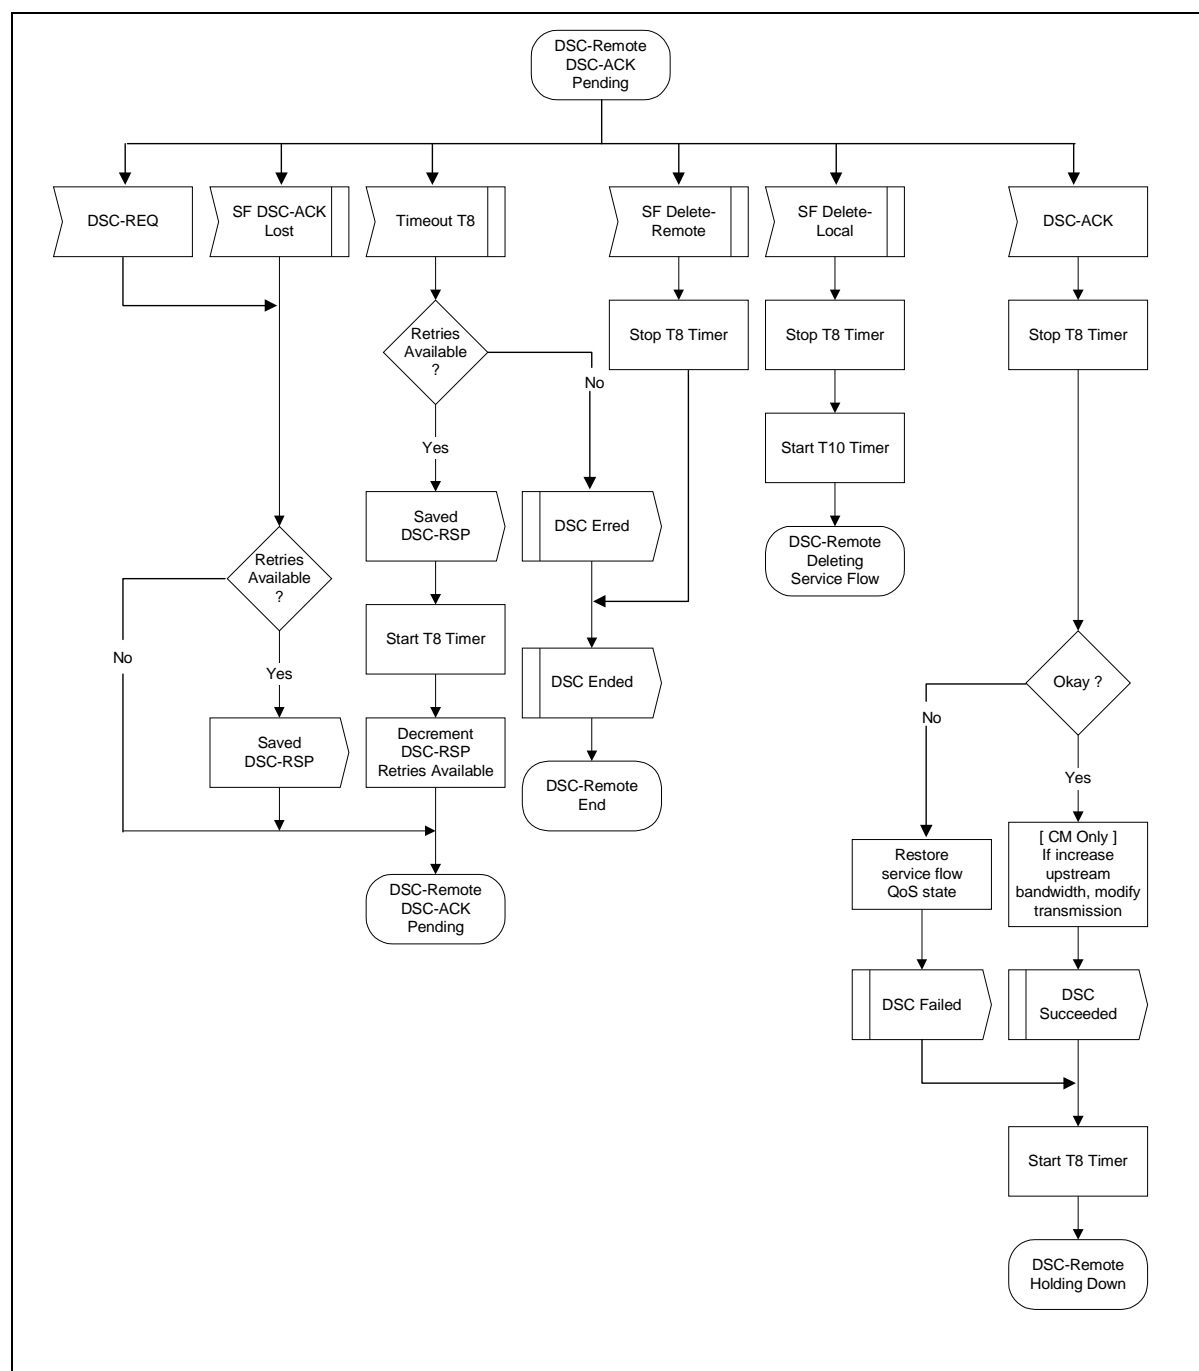 DSC-Remote
DSC-ACK
Pending
DSC-REQ
SF DSC-ACK
Lost
Timeout T8
SF Delete-
Remote
SF Delete-
Local
DSC-ACK
Retries
Available
?
Stop T8 Timer
Stop T8 Timer
Stop T8 Timer
No
Yes
Start T10 Timer
Saved
DSC-RSP
DSC Erred
DSC-Remote
Deleting
Service Flow
Retries
Available
?
Start T8 Timer
No
Yes
DSC Ended
Okay ?
No
Saved
DSC-RSP
Decrement
DSC-RSP
Retries Available
DSC-Remote
End
Yes
DSC-Remote
DSC-ACK
Pending
Restore
service flow
QoS state
[ CM Only ]
If increase
upstream
bandwidth, modify
transmission
DSC Failed
DSC
Succeeded
Start T8 Timer
DSC-Remote
Holding Down